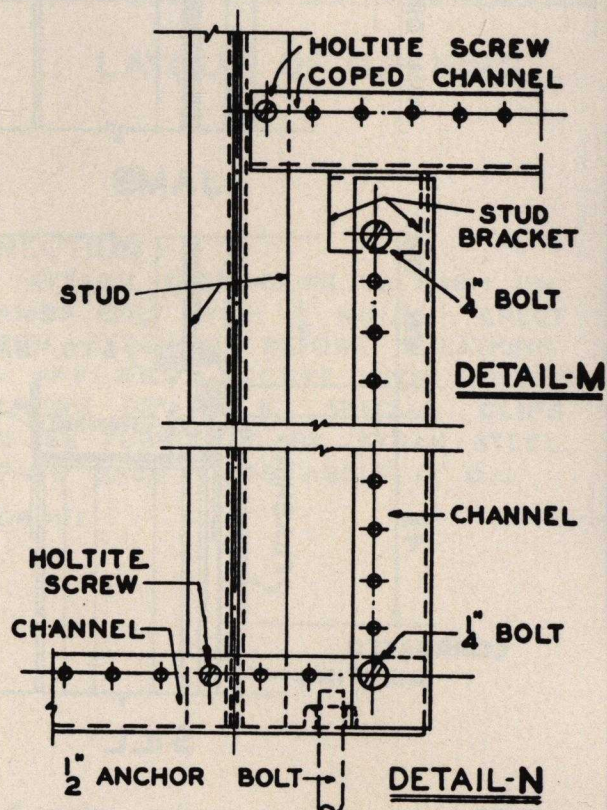 HOLTITE SCREW
COPED CHANNEL
STUD
BRACKET
1/4" BOLT
STUD
DETAIL-M
CHANNEL
HOLTITE
SCREW
CHANNEL
1/4" BOLT
1/2" ANCHOR BOLT
DETAIL-N